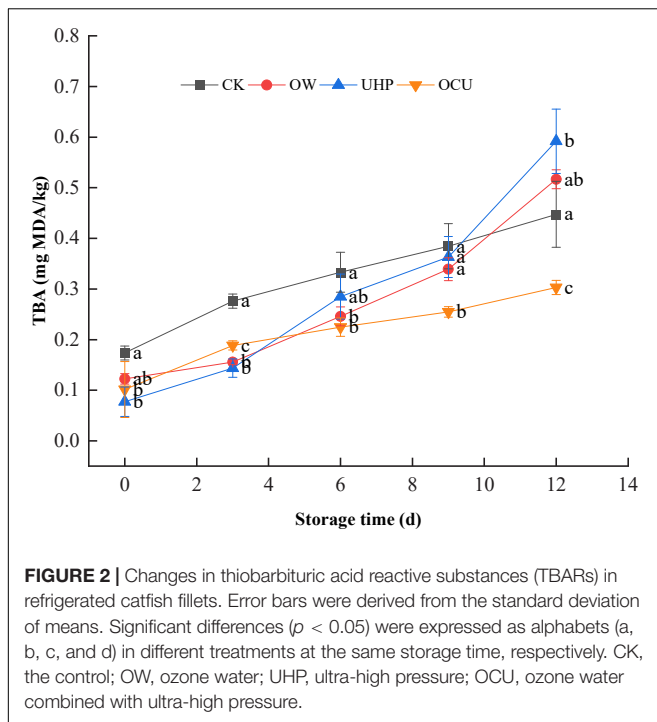 0.8
0.7
0.6
0.5
0.4
0.3
0.2
0.1
0.0
TBA (mg MDA/kg)
CK OW UHP OCU
a
ab
b
b
a
c
b
b
a
ab
b
b
a
a
a
b
b
ab
a
c
0 2 4 6 8 10 12 14
Storage time (d)
FIGURE 2 | Changes in thiobarbituric acid reactive substances (TBARs) in
refrigerated catfish fillets. Error bars were derived from the standard deviation
of means. Significant differences (p < 0.05) were expressed as alphabets (a,
b, c, and d) in different treatments at the same storage time, respectively. CK,
the control; OW, ozone water; UHP, ultra-high pressure; OCU, ozone water
combined with ultra-high pressure.